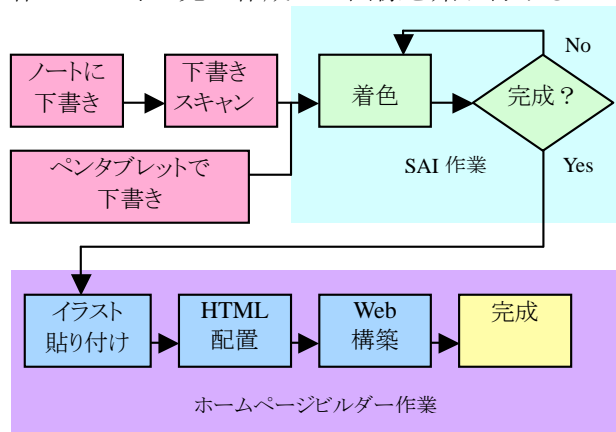 ノートに
下書き
下書き
スキャン
着色
完成？
No
Yes
SAI 作業
ペンタブレットで
下書き
イラスト
貼り付け
HTML
配置
Web
構築
完成
ホームページビルダー作業